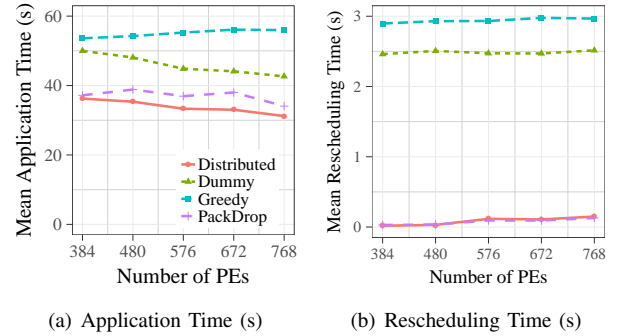 (a)
(b)
Mean Application Time (s)
60
40
20
0
Distributed
Dummy
Greedy
PackDrop
384 480 576 672 768
Number of PEs
Mean Rescheduling Time (s)
3
2
1
0
384 480 576 672 768
Number of PEs
(a) Application Time (s)
(b) Rescheduling Time (s)